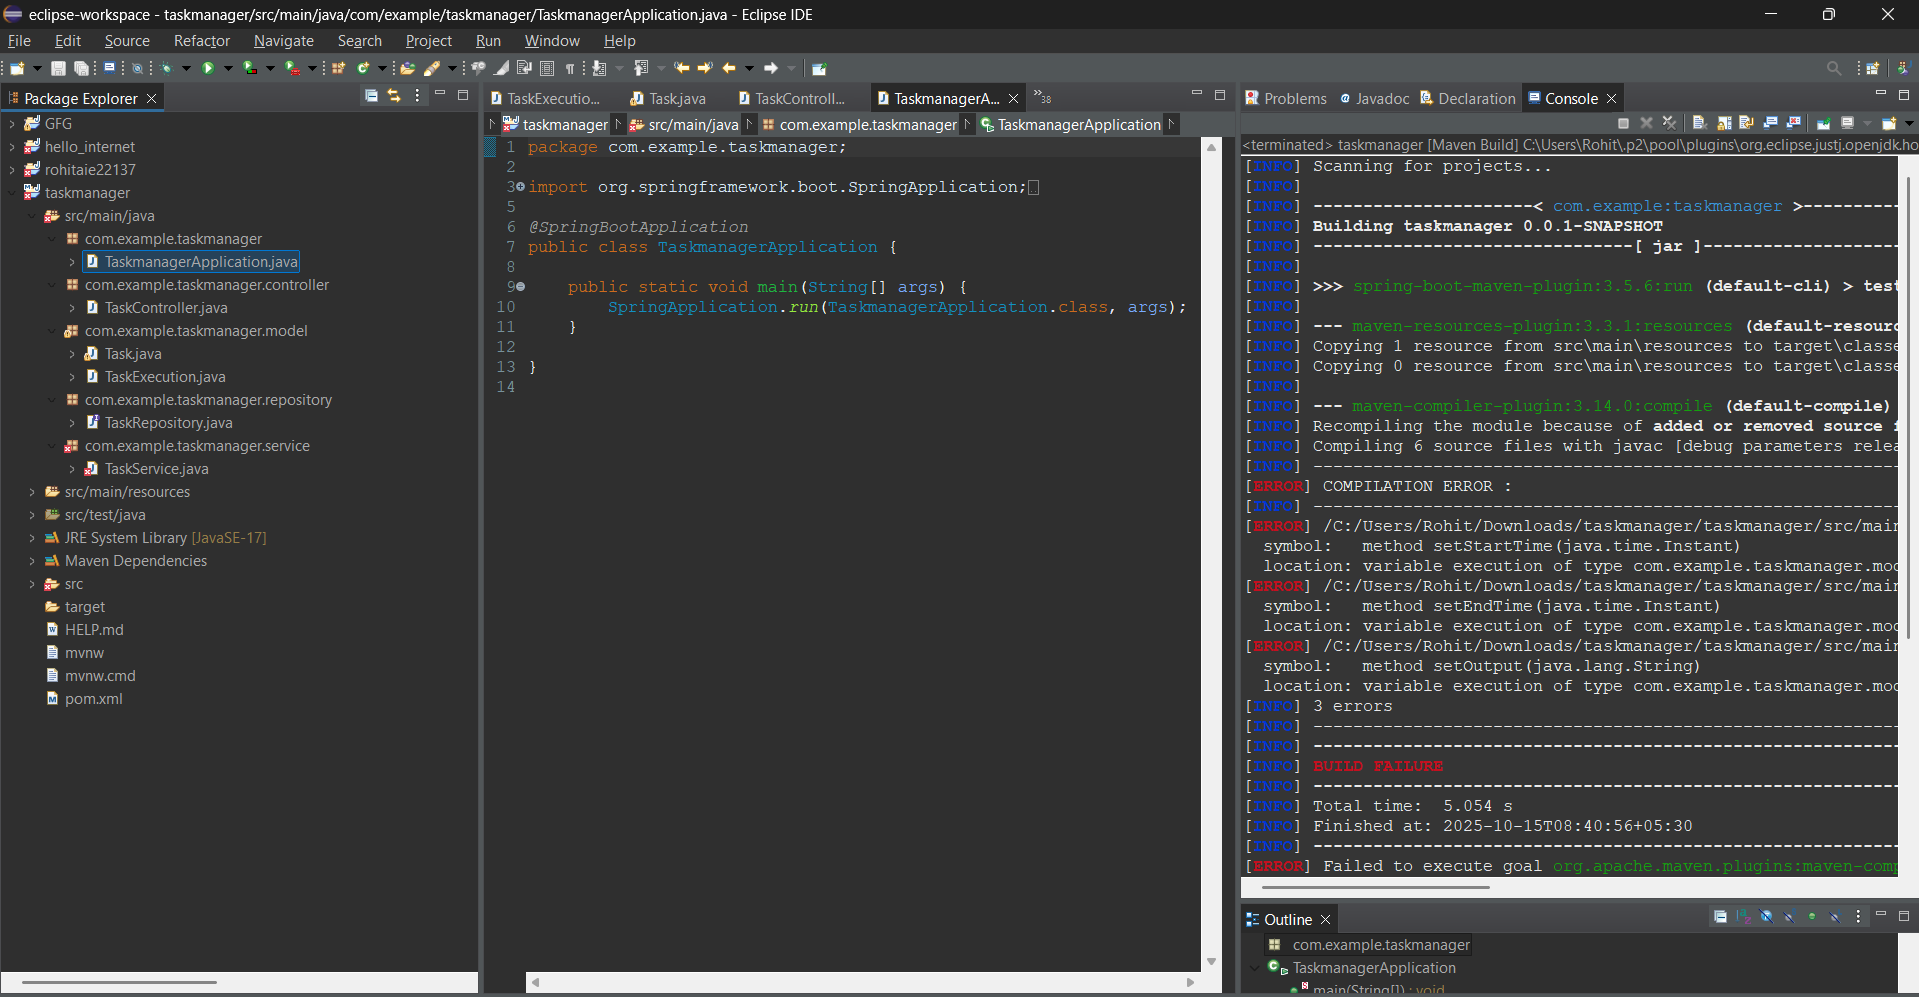 eclipse-workspace - taskmanager/src/main/java/com/example/taskmanager/TaskmanagerApplication.java - Eclipse IDE
File Edit Source Refactor Navigate Search Project Run Window Help
Package Explorer
GFG
hello_internet
rohitaie22137
taskmanager
src/main/java
com.example.taskmanager
TaskmanagerApplication.java
com.example.taskmanager.controller
TaskController.java
com.example.taskmanager.model
Task.java
TaskExecution.java
com.example.taskmanager.repository
TaskRepository.java
com.example.taskmanager.service
TaskService.java
src/main/resources
src/test/java
JRE System Library [JavaSE-17]
Maven Dependencies
src
target
HELP.md
mvnw
mvnw.cmd
pom.xml
TaskExecutio... Task.java TaskControll... TaskmanagerA... »38
taskmanager src/main/java com.example.taskmanager TaskmanagerApplication
1 package com.example.taskmanager;
2
3 import org.springframework.boot.SpringApplication;
5
6 @SpringBootApplication
7 public class TaskmanagerApplication {
8
9 public static void main(String[] args) {
10 SpringApplication.run(TaskmanagerApplication.class, args);
11 }
12
13 }
14
Problems @ Javadoc Declaration Console
<terminated> taskmanager [Maven Build] C:\Users\Rohit\.p2\pool\plugins\org.eclipse.justj.openjdk.ho
[INFO] Scanning for projects...
[INFO]
[INFO] ----------------------< com.example:taskmanager >----------
[INFO] Building taskmanager 0.0.1-SNAPSHOT
[INFO] --------------------------------[ jar ]--------------------
[INFO]
[INFO] >>> spring-boot-maven-plugin:3.5.6:run (default-cli) > test
[INFO]
[INFO] --- maven-resources-plugin:3.3.1:resources (default-resourc
[INFO] Copying 1 resource from src\main\resources to target\classe
[INFO] Copying 0 resource from src\main\resources to target\classe
[INFO]
[INFO] --- maven-compiler-plugin:3.14.0:compile (default-compile)
[INFO] Recompiling the module because of added or removed source f
[INFO] Compiling 6 source files with javac [debug parameters relea
[INFO] -----------------------------------------------------------
[ERROR] COMPILATION ERROR :
[INFO] -----------------------------------------------------------
[ERROR] /C:/Users/Rohit/Downloads/taskmanager/taskmanager/src/main
symbol: method setStartTime(java.time.Instant)
location: variable execution of type com.example.taskmanager.mod
[ERROR] /C:/Users/Rohit/Downloads/taskmanager/taskmanager/src/main
symbol: method setEndTime(java.time.Instant)
location: variable execution of type com.example.taskmanager.mod
[ERROR] /C:/Users/Rohit/Downloads/taskmanager/taskmanager/src/main
symbol: method setOutput(java.lang.String)
location: variable execution of type com.example.taskmanager.mod
[INFO] 3 errors
[INFO] -----------------------------------------------------------
[INFO] -----------------------------------------------------------
[INFO] BUILD FAILURE
[INFO] -----------------------------------------------------------
[INFO] Total time: 5.054 s
[INFO] Finished at: 2025-10-15T08:40:56+05:30
[INFO] -----------------------------------------------------------
[ERROR] Failed to execute goal org.apache.maven.plugins:maven-comp
Outline
com.example.taskmanager
TaskmanagerApplication
main(String[]) : void